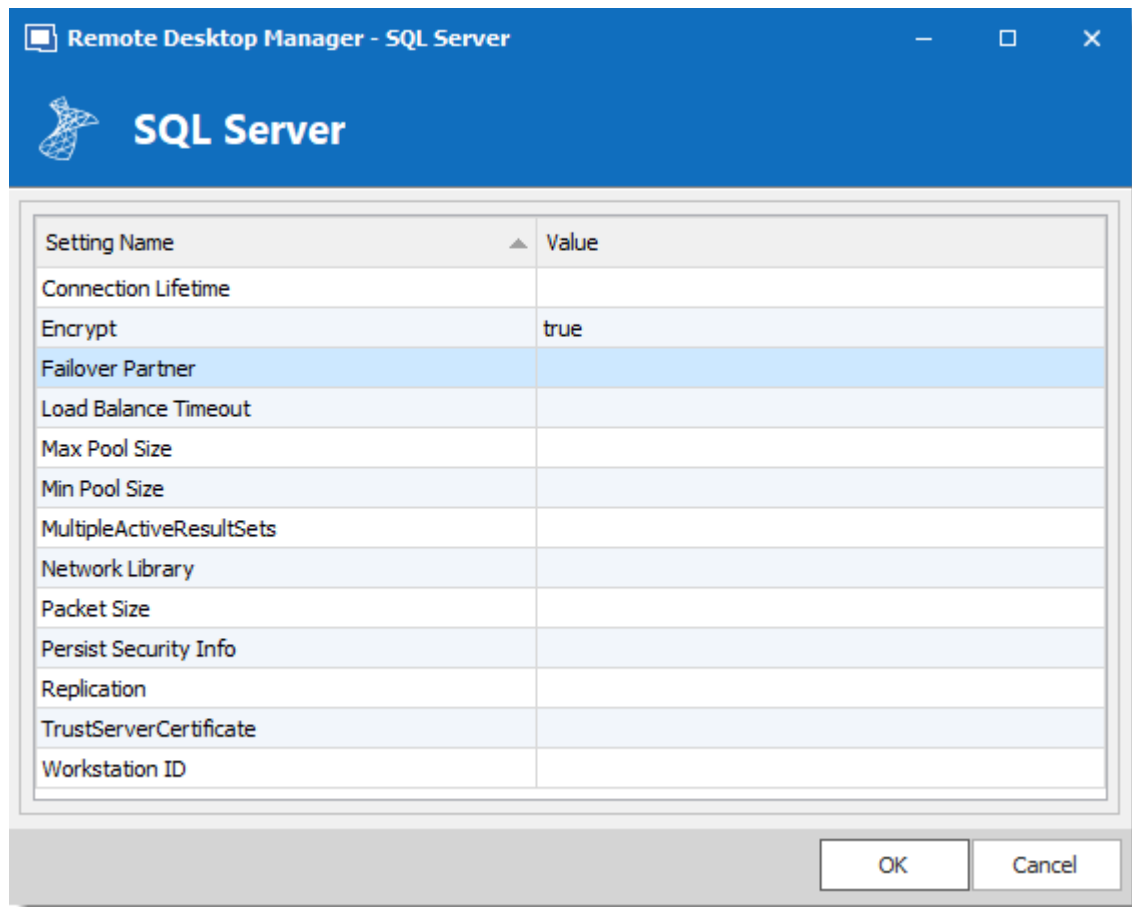 Remote Desktop Manager - SQL Server
SQL Server
Setting Name Value
Connection Lifetime
Encrypt true
Failover Partner
Load Balance Timeout
Max Pool Size
Min Pool Size
MultipleActiveResultSets
Network Library
Packet Size
Persist Security Info
Replication
TrustServerCertificate
Workstation ID
OK Cancel